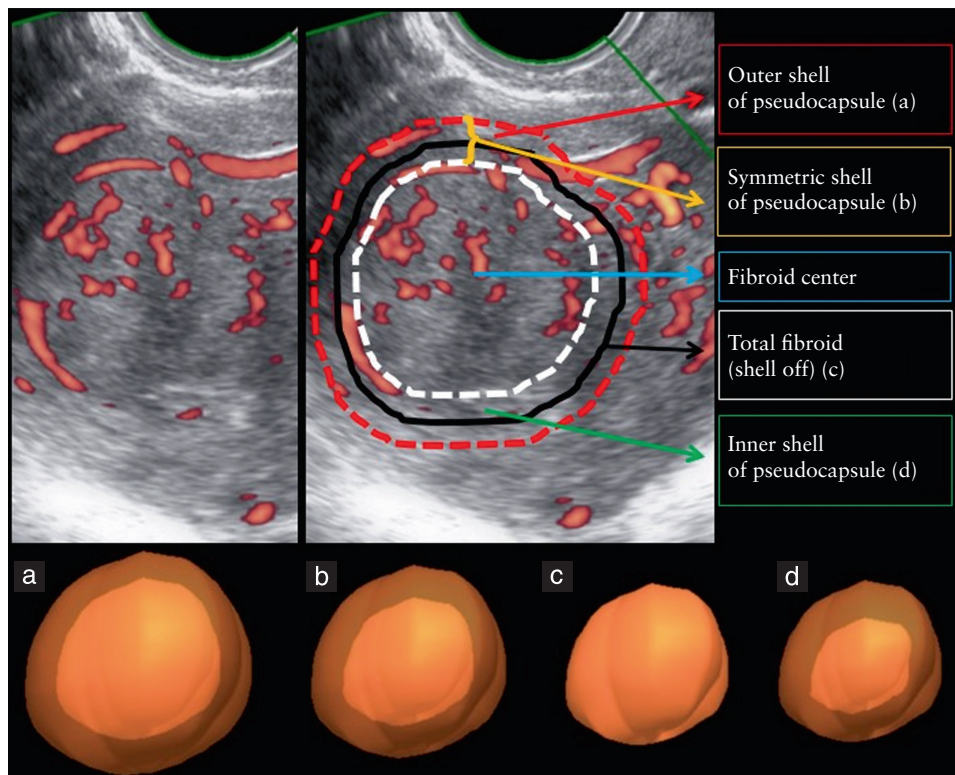 Outer shell
of pseudocapsule (a)
Symmetric shell
of pseudocapsule (b)
Fibroid center
Total fibroid
(shell off) (c)
Inner shell
of pseudocapsule (d)
a
b
c
d